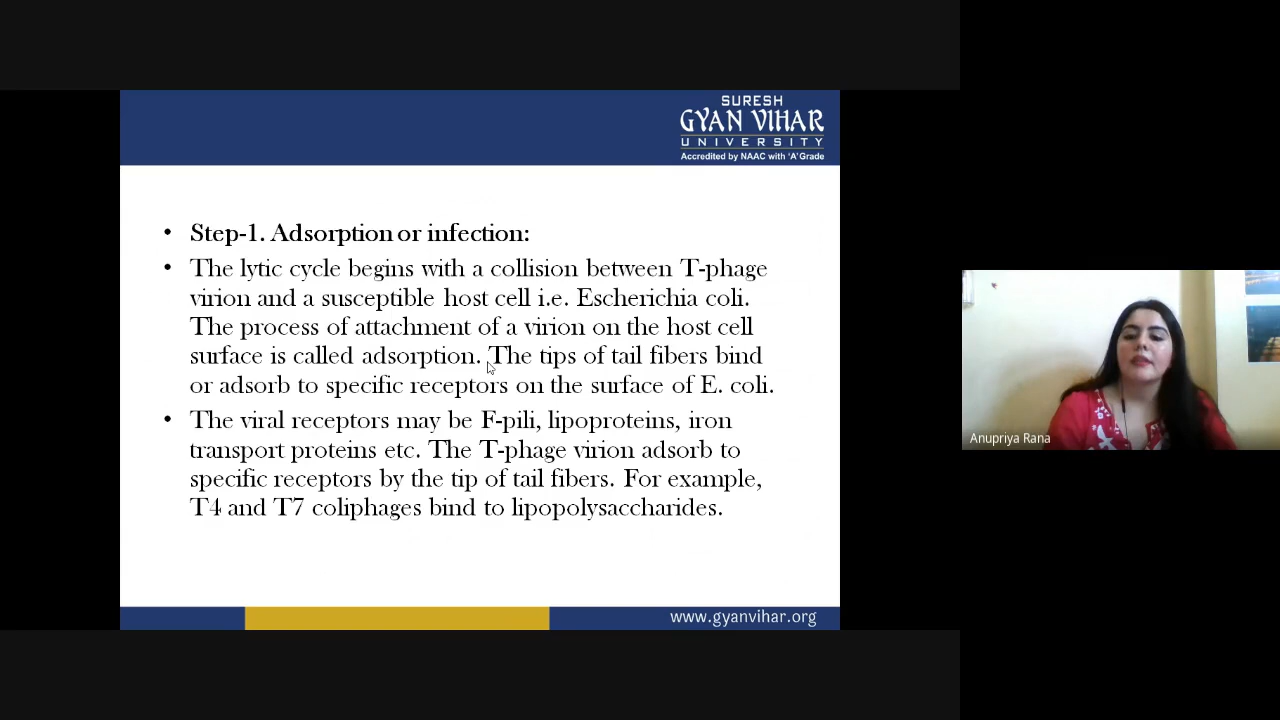 SURESH
GYAN VIHAR
UNIVERSITY
Accredited by NAAC with 'A' Grade
• Step-1. Adsorption or infection:
• The lytic cycle begins with a collision between T-phage
virion and a susceptible host cell i.e. Escherichia coli.
The process of attachment of a virion on the host cell
surface is called adsorption. The tips of tail fibers bind
or adsorb to specific receptors on the surface of E. coli.
• The viral receptors may be F-pili, lipoproteins, iron
transport proteins etc. The T-phage virion adsorb to
specific receptors by the tip of tail fibers. For example,
T4 and T7 coliphages bind to lipopolysaccharides.
www.gyanvihar.org
Anupriya Rana